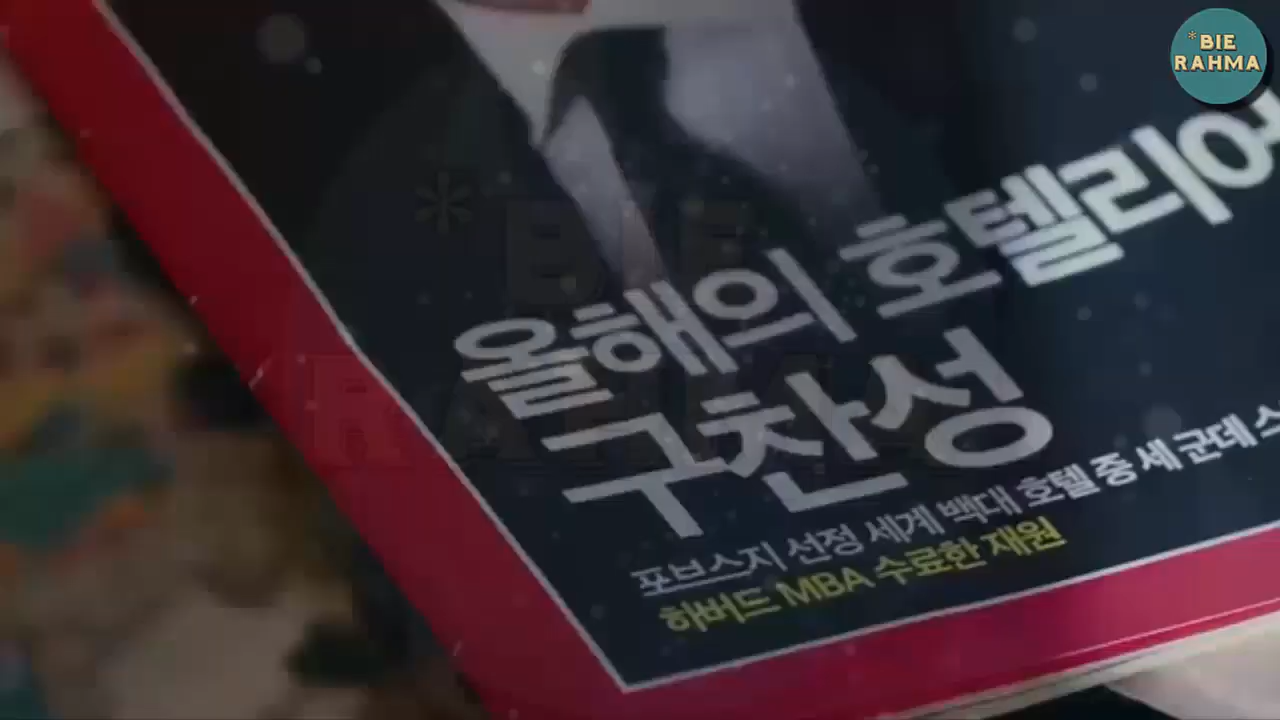 *BIE
RAHMA
올해의 호텔리어
구찬성
포브스지 선정 세계 백대 호텔 중 세 군데 스
하버드 MBA 수료한 재원
*BIE
RAHMA